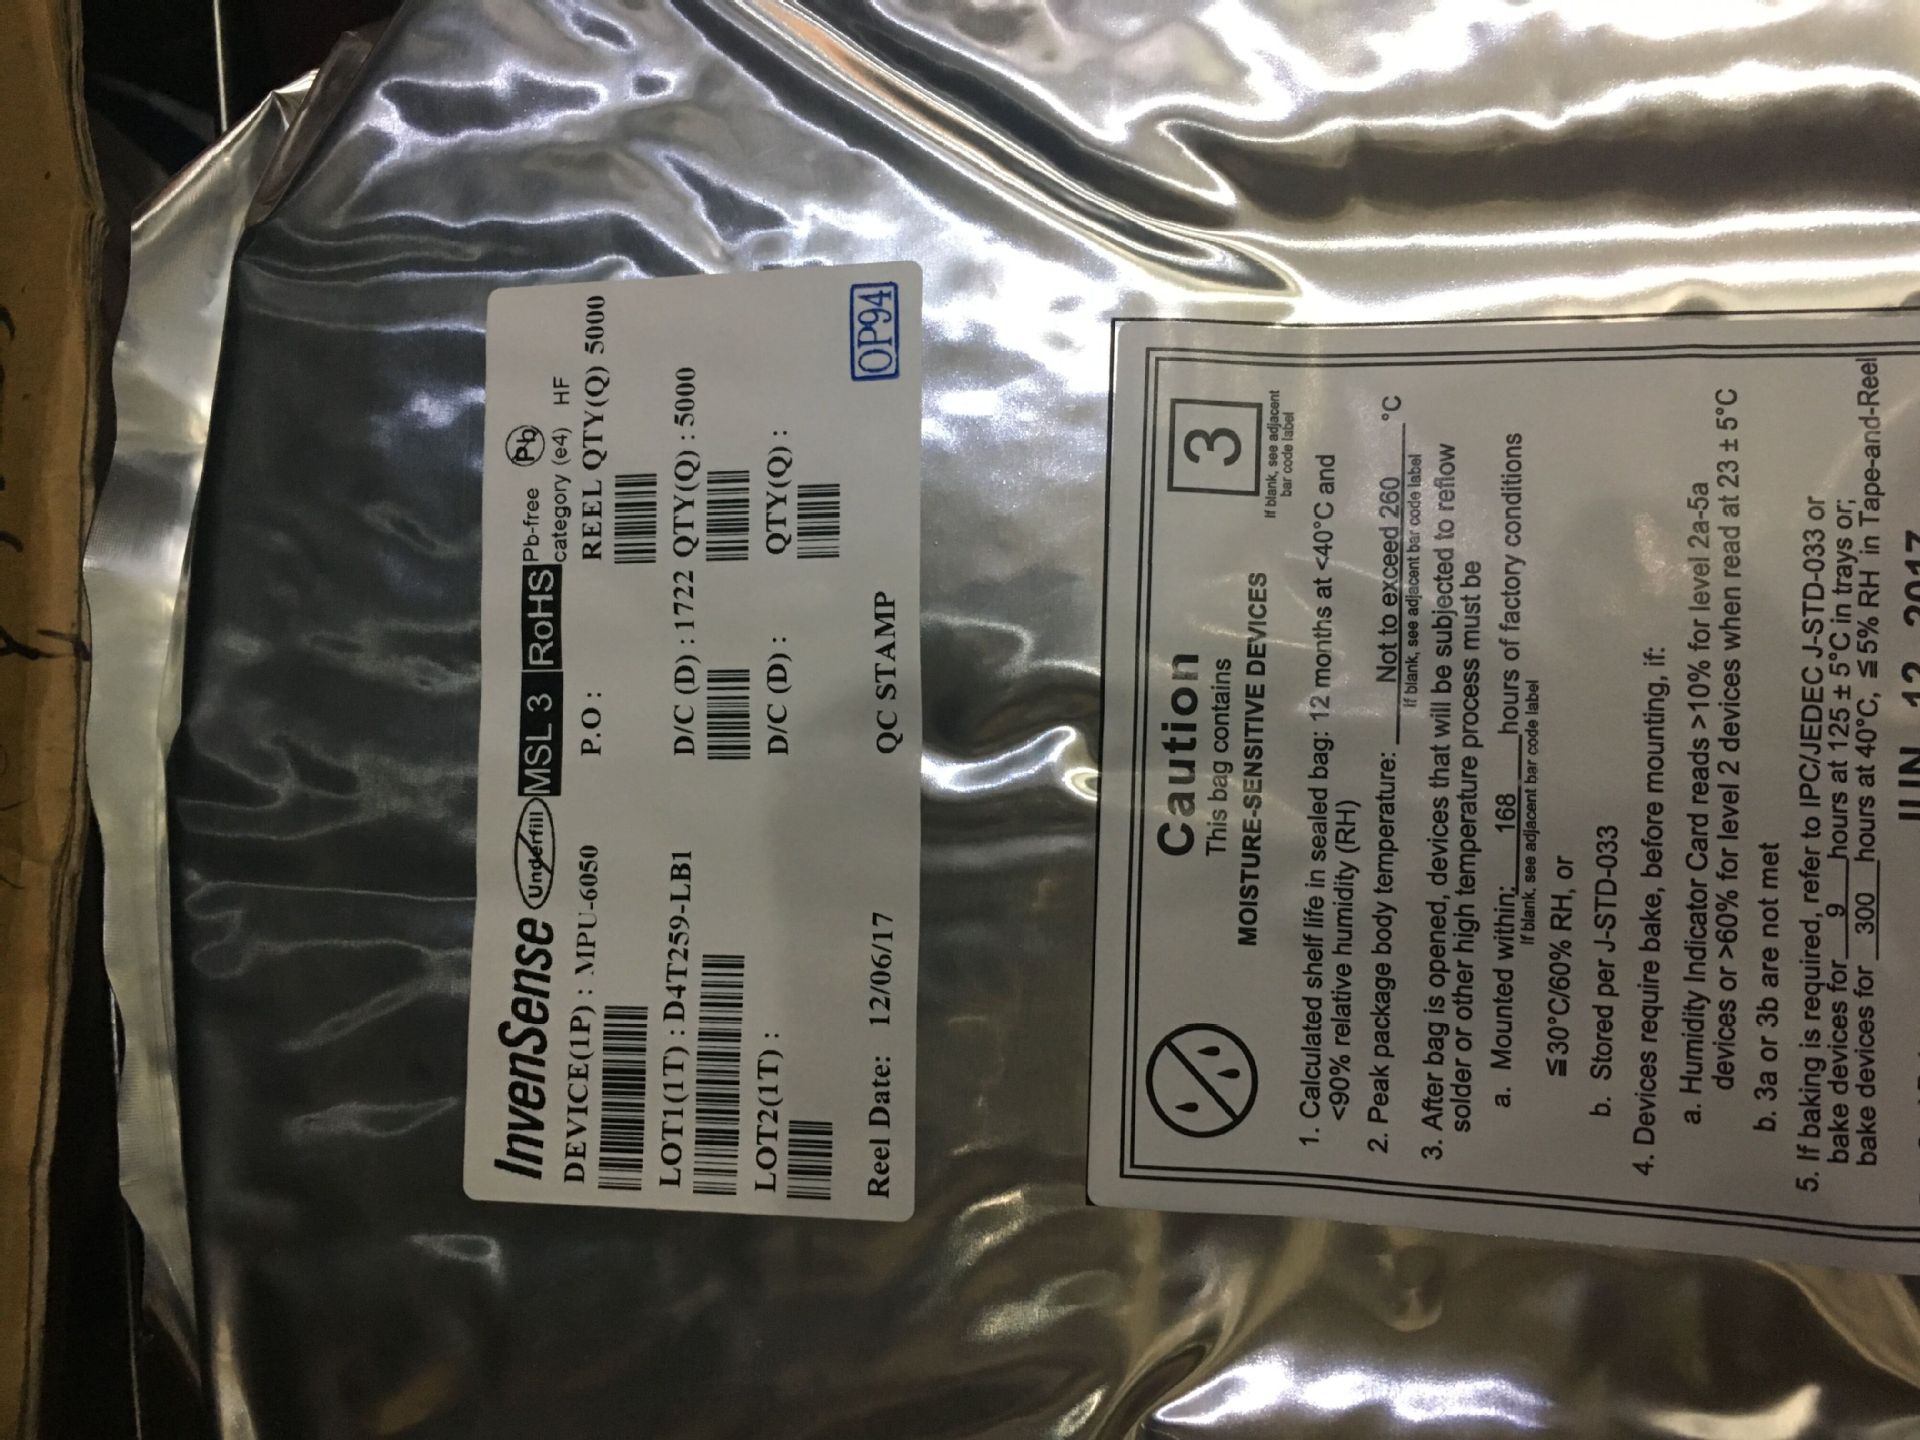 InvenSense Underfill MSL 3 RoHS Pb-free Pb
category (e4) HF
DEVICE(1P) : MPU-6050 P.O : REEL QTY(Q) 5000
LOT1(1T) : D4T259-LB1 D/C (D) : 1722 QTY(Q) : 5000
LOT2(1T) : D/C (D) : QTY(Q) :
Reel Date: 12/06/17 QC STAMP OP94
Caution
This bag contains
MOISTURE-SENSITIVE DEVICES
3
If blank, see adjacent
bar code label
1. Calculated shelf life in sealed bag: 12 months at <40°C and
<90% relative humidity (RH)
2. Peak package body temperature: Not to exceed 260 °C
If blank, see adjacent bar code label
3. After bag is opened, devices that will be subjected to reflow
solder or other high temperature process must be
a. Mounted within: 168 hours of factory conditions
If blank, see adjacent bar code label
≦30°C/60% RH, or
b. Stored per J-STD-033
4. Devices require bake, before mounting, if:
a. Humidity Indicator Card reads >10% for level 2a-5a
devices or >60% for level 2 devices when read at 23 ± 5°C
b. 3a or 3b are not met
5. If baking is required, refer to IPC/JEDEC J-STD-033 or
bake devices for 9 hours at 125 ± 5°C in trays or;
bake devices for 300 hours at 40°C, ≦ 5% RH in Tape-and-Reel
JUN 12 2017